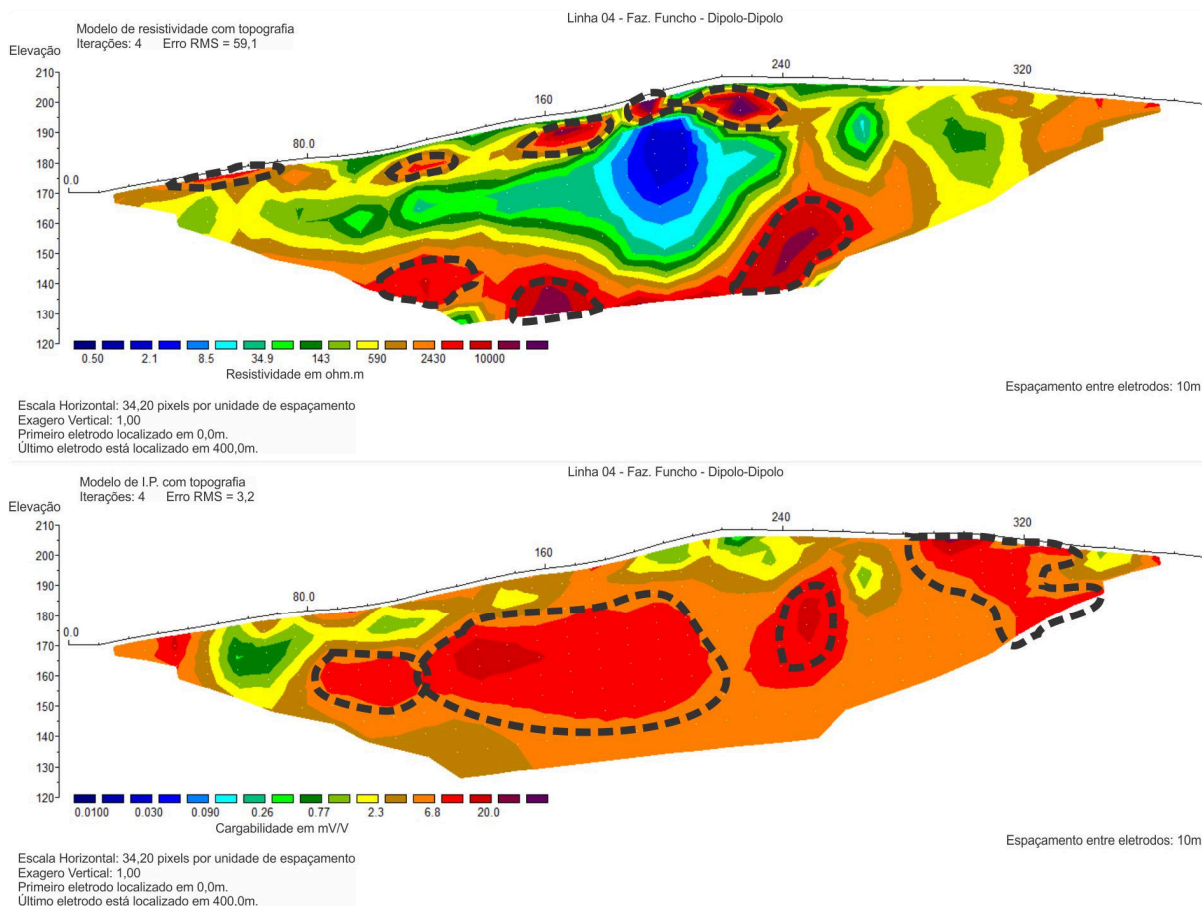 Linha 04 - Faz. Funcho - Dipolo-Dipolo
Modelo de resistividade com topografia
Iterações: 4 Erro RMS = 59,1
Elevação
210
200
190
180
170
160
150
140
130
120
0.0
80.0
160
240
320
0.50 2.1 8.5 34.9 143 590 2430 10000
Resistividade em ohm.m
Espaçamento entre eletrodos: 10m
Escala Horizontal: 34,20 pixels por unidade de espaçamento
Exagero Vertical: 1,00
Primeiro eletrodo localizado em 0,0m.
Último eletrodo está localizado em 400,0m.
Linha 04 - Faz. Funcho - Dipolo-Dipolo
Modelo de I.P. com topografia
Iterações: 4 Erro RMS = 3,2
Elevação
210
200
190
180
170
160
150
140
130
120
0.0
80.0
160
240
320
0.0100 0.030 0.090 0.26 0.77 2.3 6.8 20.0
Cargabilidade em mV/V
Espaçamento entre eletrodos: 10m
Escala Horizontal: 34,20 pixels por unidade de espaçamento
Exagero Vertical: 1,00
Primeiro eletrodo localizado em 0,0m.
Último eletrodo está localizado em 400,0m.